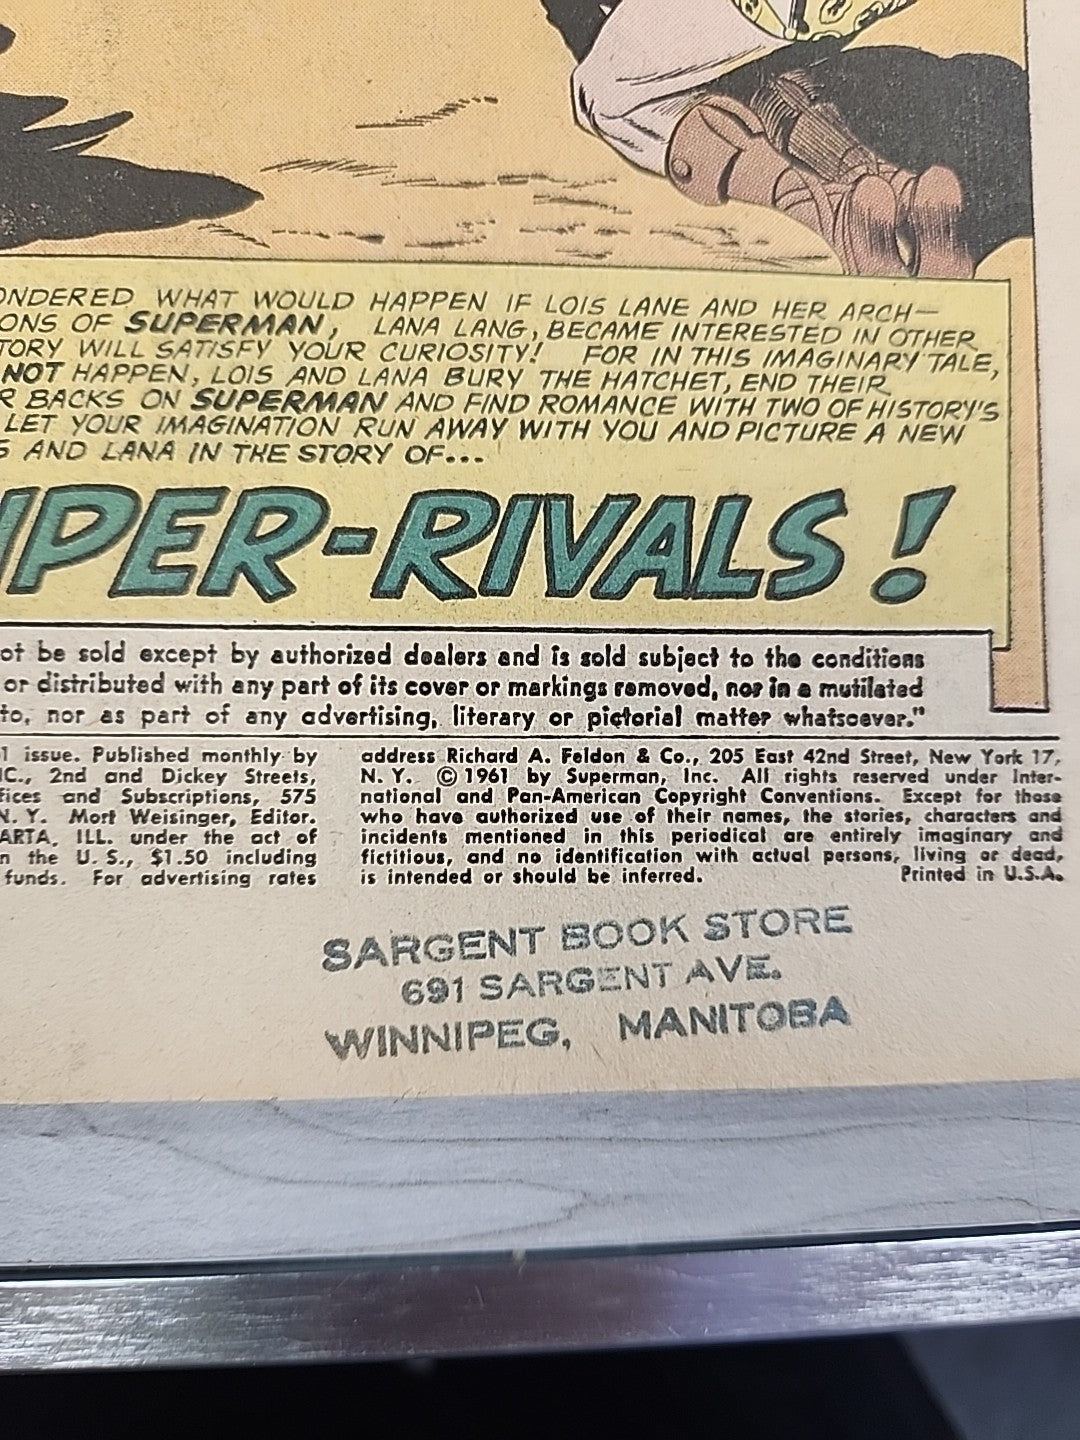 ONDERED WHAT WOULD HAPPEN IF LOIS LANE AND HER ARCH—
ONS OF SUPERMAN, LANA LANG, BECAME INTERESTED IN OTHER
TORY WILL SATISFY YOUR CURIOSITY! FOR IN THIS IMAGINARY TALE,
NOT HAPPEN, LOIS AND LANA BURY THE HATCHET, END THEIR
R BACKS ON SUPERMAN AND FIND ROMANCE WITH TWO OF HISTORY'S
LET YOUR IMAGINATION RUN AWAY WITH YOU AND PICTURE A NEW
S AND LANA IN THE STORY OF...
UPER-RIVALS!
ot be sold except by authorized dealers and is sold subject to the conditions
or distributed with any part of its cover or markings removed, nor in a mutilated
to, nor as part of any advertising, literary or pictorial matter whatsoever."
1 issue. Published monthly by
IC., 2nd and Dickey Streets,
fices and Subscriptions, 575
N. Y. Mort Weisinger, Editor.
ARTA, ILL. under the act of
n the U. S., $1.50 including
funds. For advertising rates
address Richard A. Feldon & Co., 205 East 42nd Street, New York 17,
N. Y. © 1961 by Superman, Inc. All rights reserved under Inter-
national and Pan-American Copyright Conventions. Except for those
who have authorized use of their names, the stories, characters and
incidents mentioned in this periodical are entirely imaginary and
fictitious, and no identification with actual persons, living or dead,
is intended or should be inferred. Printed in U.S.A.
SARGENT BOOK STORE
691 SARGENT AVE.
WINNIPEG, MANITOBA